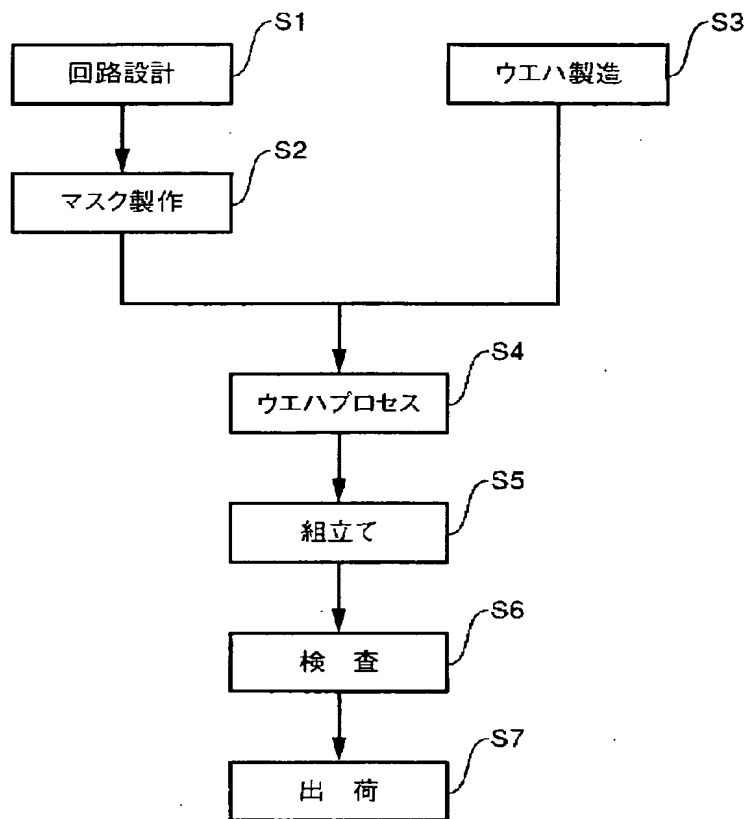 S1
回路設計
S3
ウエハ製造
S2
マスク製作
S4
ウエハプロセス
S5
組立て
S6
検 査
S7
出 荷